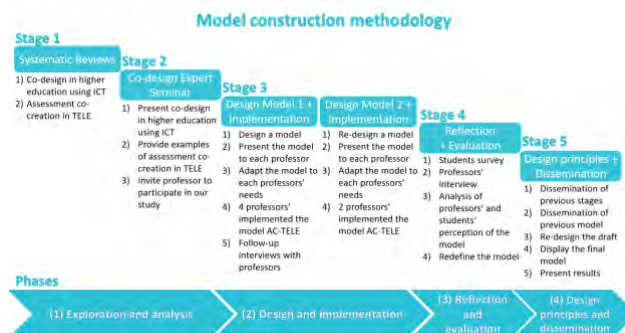 Model construction methodology
Stage 1
Systematic Reviews
1) Co-design in higher
education using ICT
2) Assessment co-
creation in TELE
Stage 2
Co-design Expert
Seminar
1) Present co-design
in higher education
using ICT
2) Provide examples
of assessment co-
creation in TELE
3) Invite professor to
participate in our
study
Stage 3
Design Model 1 +
Implementation
1) Design a model
2) Present the model
to each professor
3) Adapt the model to
each professors'
needs
4) 4 professors'
implemented the
model AC-TELE
5) Follow-up
interviews with
professors
Design Model 2 +
Implementation
1) Re-design a model
2) Present the model
to each professor
3) Adapt the model to
each professors'
needs
4) 2 professors'
implemented the
model AC-TELE
Stage 4
Reflection
+ Evaluation
1) Students survey
2) Professors'
interview
3) Analysis of
professors' and
students'
perception of the
model
4) Redefine the model
Stage 5
Design principles +
Dissemination
1) Dissemination of
previous stages
2) Dissemination of
previous model
3) Re-design the draft
4) Display the final
model
5) Present results
Phases
(1) Exploration and analysis
(2) Design and implementation
(3) Reflection
and
evaluation
(4) Design
principles and
dissemination